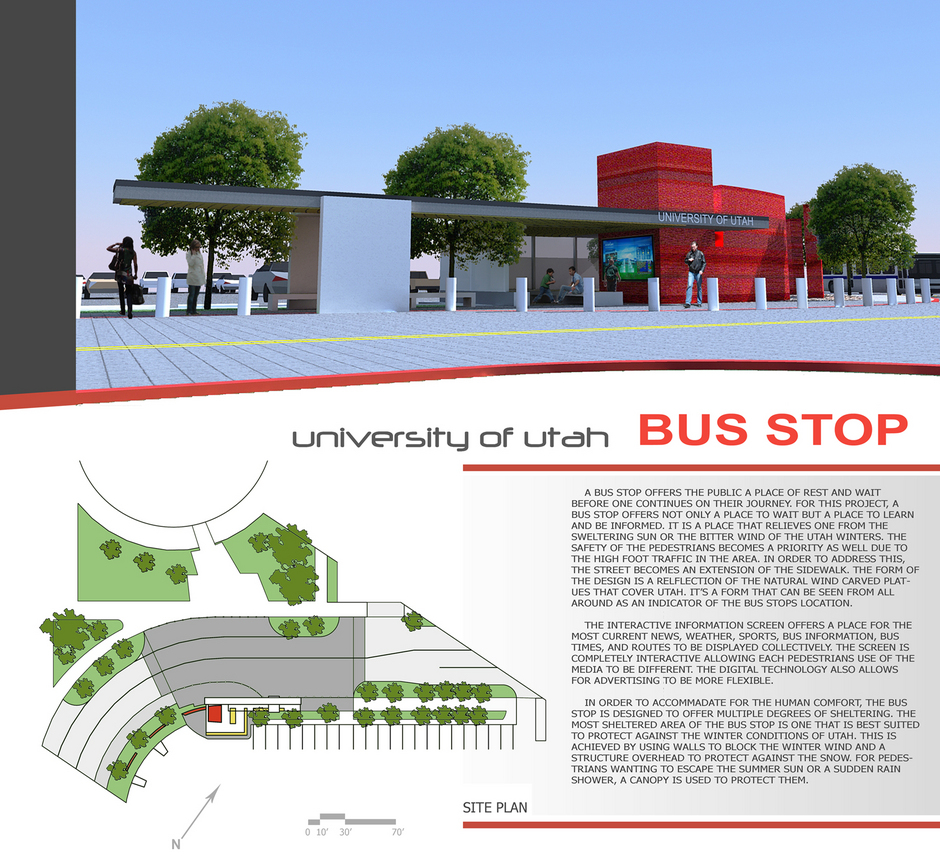 UNIVERSITY OF UTAH
university of utah BUS STOP
A BUS STOP OFFERS THE PUBLIC A PLACE OF REST AND WAIT
BEFORE ONE CONTINUES ON THEIR JOURNEY. FOR THIS PROJECT, A
BUS STOP OFFERS NOT ONLY A PLACE TO WAIT BUT A PLACE TO LEARN
AND BE INFORMED. IT IS A PLACE THAT RELIEVES ONE FROM THE
SWELTERING SUN OR THE BITTER WIND OF THE UTAH WINTERS. THE
SAFETY OF THE PEDESTRIANS BECOMES A PRIORITY AS WELL DUE TO
THE HIGH FOOT TRAFFIC IN THE AREA. IN ORDER TO ADDRESS THIS,
THE STREET BECOMES AN EXTENSION OF THE SIDEWALK. THE FORM OF
THE DESIGN IS A RELFLECTION OF THE NATURAL WIND CARVED PLAT-
UES THAT COVER UTAH. IT'S A FORM THAT CAN BE SEEN FROM ALL
AROUND AS AN INDICATOR OF THE BUS STOPS LOCATION.
THE INTERACTIVE INFORMATION SCREEN OFFERS A PLACE FOR THE
MOST CURRENT NEWS, WEATHER, SPORTS, BUS INFORMATION, BUS
TIMES, AND ROUTES TO BE DISPLAYED COLLECTIVELY. THE SCREEN IS
COMPLETELY INTERACTIVE ALLOWING EACH PEDESTRIANS USE OF THE
MEDIA TO BE DIFFERENT. THE DIGITAL TECHNOLOGY ALSO ALLOWS
FOR ADVERTISING TO BE MORE FLEXIBLE.
IN ORDER TO ACCOMMADATE FOR THE HUMAN COMFORT, THE BUS
STOP IS DESIGNED TO OFFER MULTIPLE DEGREES OF SHELTERING. THE
MOST SHELTERED AREA OF THE BUS STOP IS ONE THAT IS BEST SUITED
TO PROTECT AGAINST THE WINTER CONDITIONS OF UTAH. THIS IS
ACHIEVED BY USING WALLS TO BLOCK THE WINTER WIND AND A
STRUCTURE OVERHEAD TO PROTECT AGAINST THE SNOW. FOR PEDES-
TRIANS WANTING TO ESCAPE THE SUMMER SUN OR A SUDDEN RAIN
SHOWER, A CANOPY IS USED TO PROTECT THEM.
SITE PLAN
N
0 10' 30' 70'